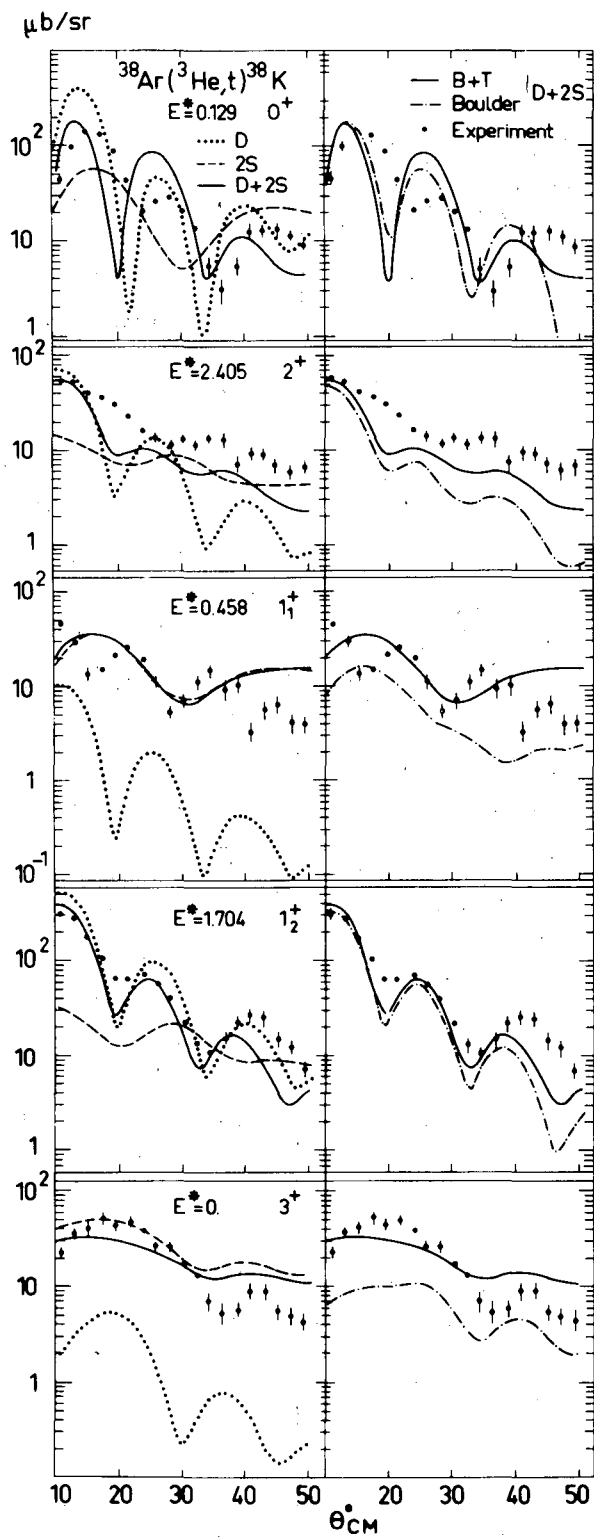 μb/sr
³⁸Ar(³He,t)³⁸K
E*=0.129 0⁺
D
2S
D+2S
B+T
D+2S
Boulder
Experiment
10²
10
1
E*=2.405 2⁺
10
1
E*=0.458 1₁⁺
10²
10
1
10⁻¹
E*=1.704 1₂⁺
10²
10
1
E*=0. 3⁺
10²
10
1
10 20 30 40 50 20 30 40 50
θ°CM